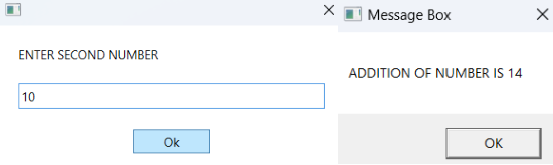 ENTER SECOND NUMBER
10
Ok
Message Box
ADDITION OF NUMBER IS 14
OK